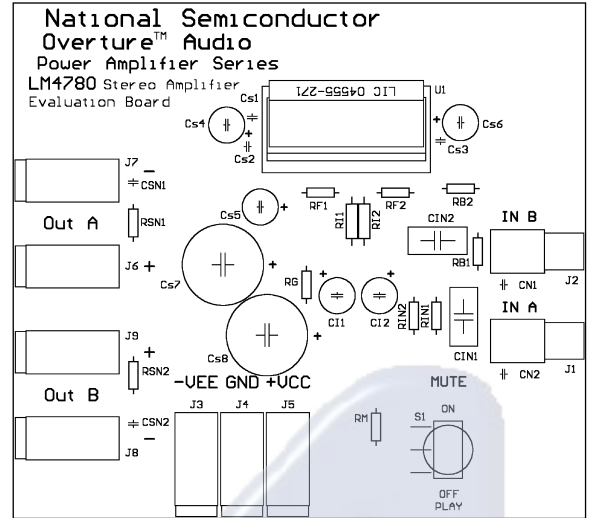 National Semiconductor
Overture™ Audio
Power Amplifier Series
LM4780 Stereo Amplifier
Evaluation Board
LIC 04555-271
U1
Cs1
Cs4
Cs6
Cs2
Cs3
J7
CSN1
RSN1
Out A
J6
Cs5
RF1
RI1
RI2
RF2
RB2
CIN2
IN B
RB1
CN1
J2
Cs7
RG
CI1
CI2
RIN2
RIN1
IN A
CIN1
CN2
J1
J9
RSN2
Cs8
Out B
CSN2
J8
-VEE GND +VCC
J3
J4
J5
MUTE
RM
S1
ON
OFF
PLAY